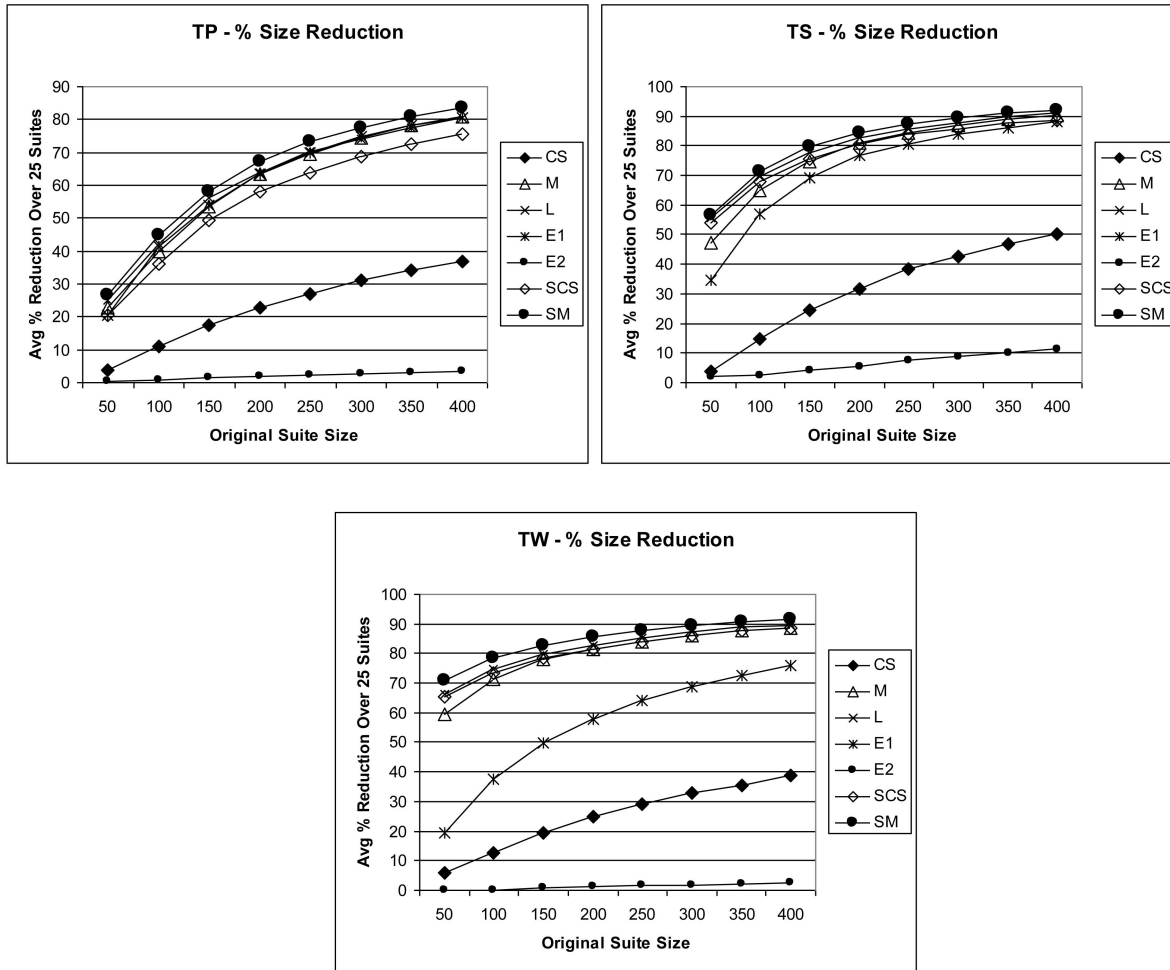 TP - % Size Reduction
Avg % Reduction Over 25 Suites
90
80
70
60
50
40
30
20
10
0
50 100 150 200 250 300 350 400
Original Suite Size
CS
M
L
E1
E2
SCS
SM
TS - % Size Reduction
Avg % Reduction Over 25 Suites
100
90
80
70
60
50
40
30
20
10
0
50 100 150 200 250 300 350 400
Original Suite Size
CS
M
L
E1
E2
SCS
SM
TW - % Size Reduction
Avg % Reduction Over 25 Suites
100
90
80
70
60
50
40
30
20
10
0
50 100 150 200 250 300 350 400
Original Suite Size
CS
M
L
E1
E2
SCS
SM